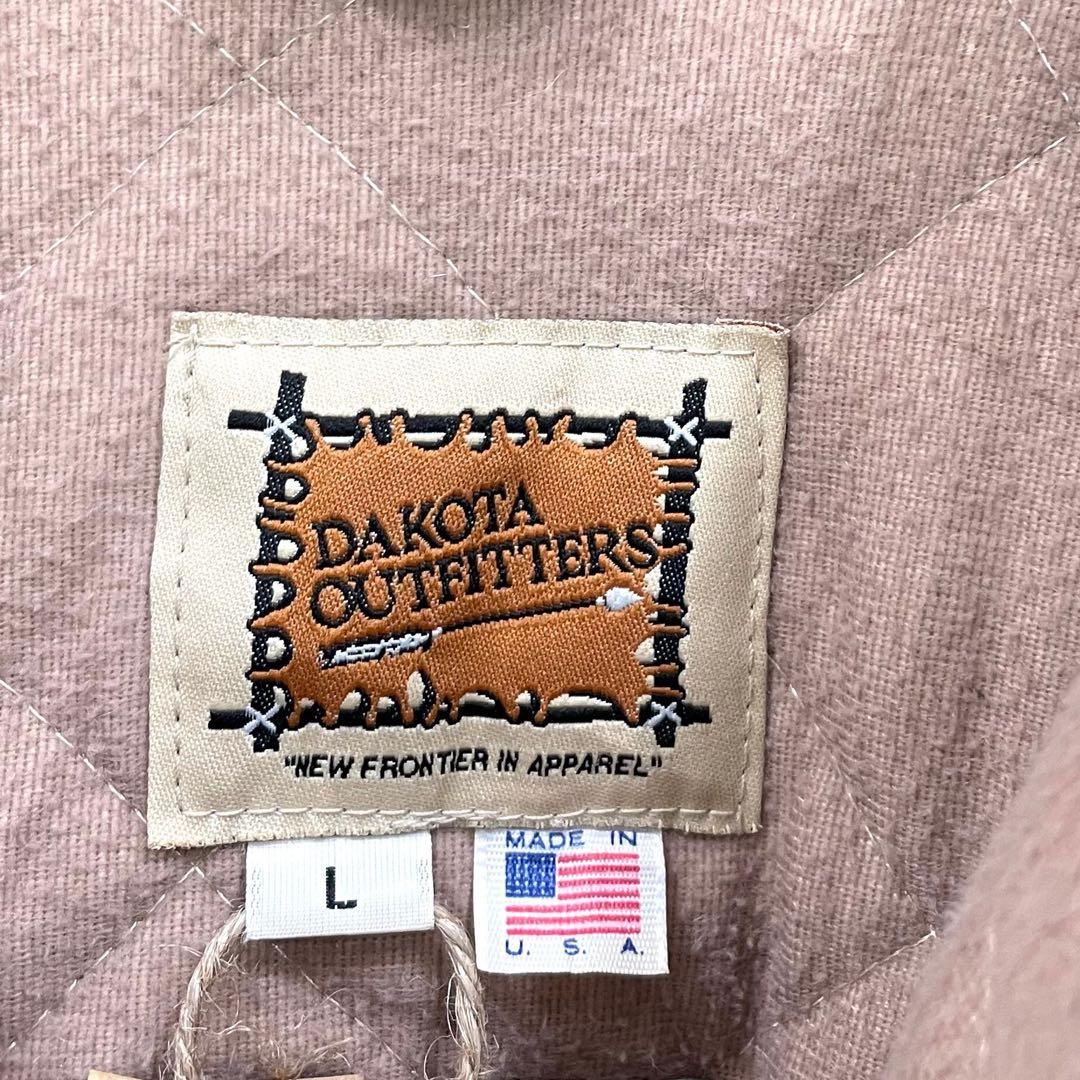 DAKOTA
OUTFITTERS
"NEW FRONTIER IN APPAREL"
L
MADE IN
U. S. A.